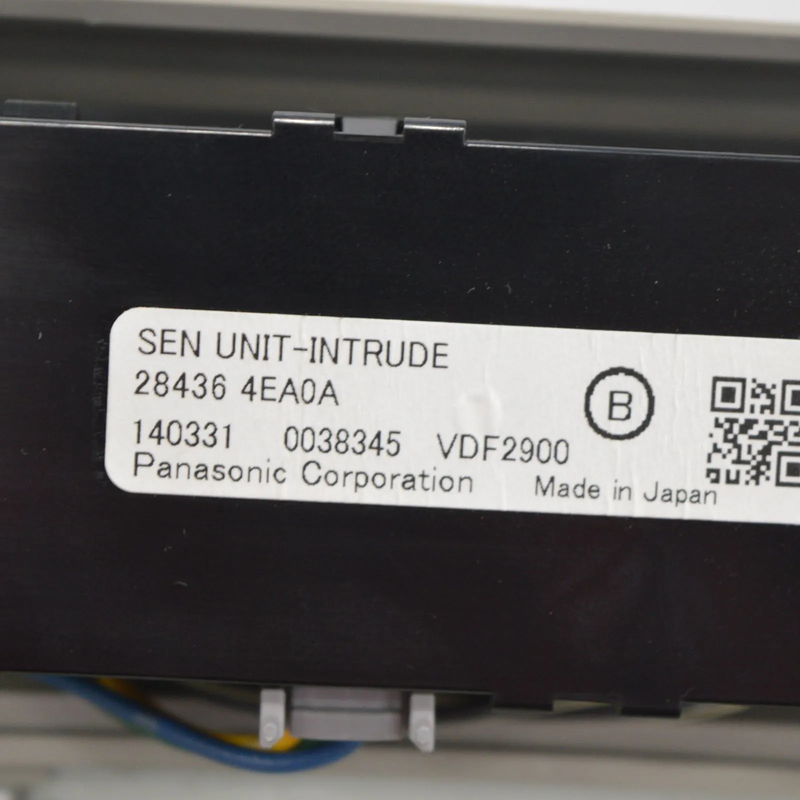 SEN UNIT-INTRUDE
28436 4EA0A
B
140331 0038345 VDF2900
Panasonic Corporation Made in Japan